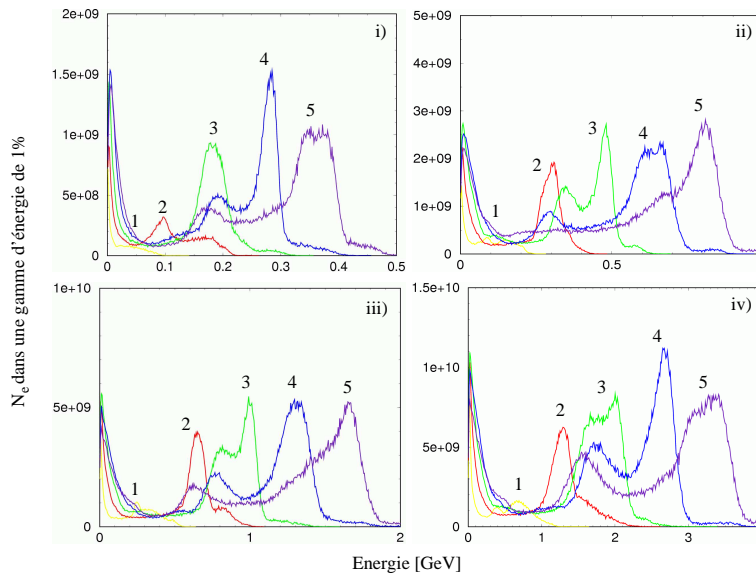 2e+09
1.5e+09
1e+09
5e+08
0
0 0.1 0.2 0.3 0.4 0.5
i)
1
2
3
4
5
5e+09
4e+09
3e+09
2e+09
1e+09
0
0 0.5
ii)
1
2
3
4
5
1e+10
5e+09
0
0 1 2
iii)
1
2
3
4
5
1.5e+10
1e+10
5e+09
0
0 1 2 3
iv)
1
2
3
4
5
N_e dans une gamme d'énergie de 1%
Energie [GeV]